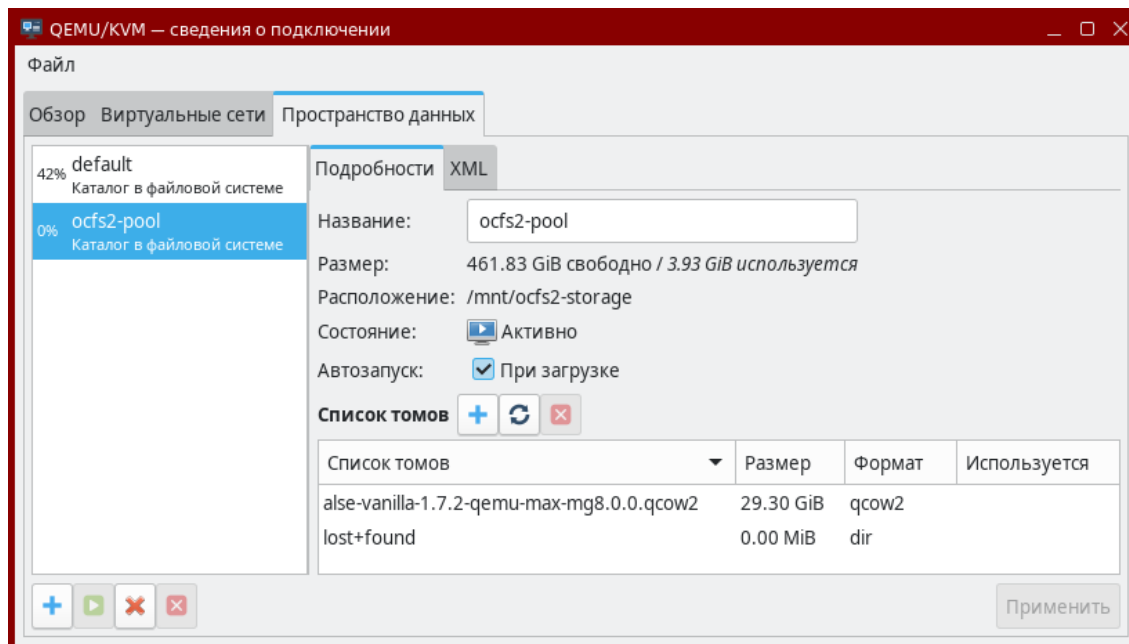 QEMU/KVM — сведения о подключении
Файл
Обзор Виртуальные сети Пространство данных
42% default
Каталог в файловой системе
0% ocfs2-pool
Каталог в файловой системе
Подробности XML
Название: ocfs2-pool
Размер: 461.83 GiB свободно / 3.93 GiB используется
Расположение: /mnt/ocfs2-storage
Состояние: Активно
Автозапуск: При загрузке
Список томов
Список томов Размер Формат Используется
alse-vanilla-1.7.2-qemu-max-mg8.0.0.qcow2 29.30 GiB qcow2
lost+found 0.00 MiB dir
Применить